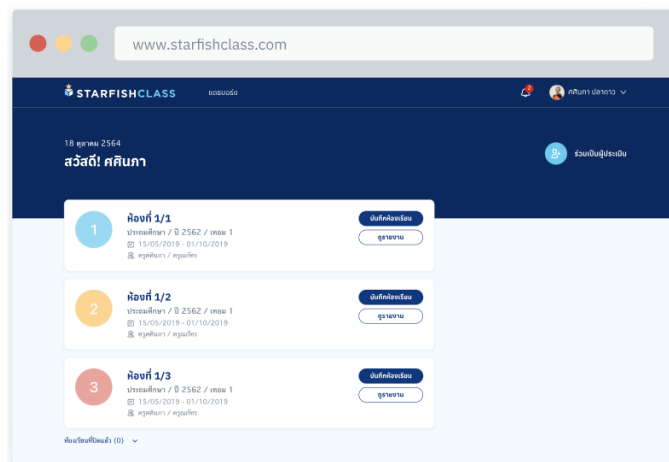 www.starfishclass.com
STARFISHCLASS
แดชบอร์ด
2
ศศินภา ปลาดาว
18 ตุลาคม 2564
สวัสดี! ศศินภา
ร่วมเป็นผู้ประเมิน
1
ห้องที่ 1/1
ประถมศึกษา / ปี 2562 / เทอม 1
15/05/2019 - 01/10/2019
ครูศศินภา / ครูณภัทร
บันทึกห้องเรียน
ดูรายงาน
2
ห้องที่ 1/2
ประถมศึกษา / ปี 2562 / เทอม 1
15/05/2019 - 01/10/2019
ครูศศินภา / ครูณภัทร
บันทึกห้องเรียน
ดูรายงาน
3
ห้องที่ 1/3
ประถมศึกษา / ปี 2562 / เทอม 1
15/05/2019 - 01/10/2019
ครูศศินภา / ครูณภัทร
บันทึกห้องเรียน
ดูรายงาน
ห้องเรียนที่ปิดแล้ว (0)